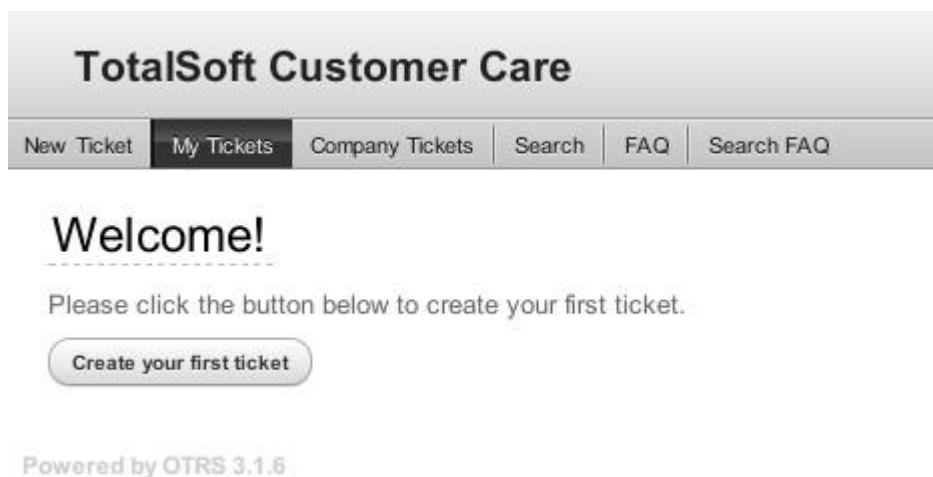 TotalSoft Customer Care
New Ticket My Tickets Company Tickets Search FAQ Search FAQ
Welcome!
Please click the button below to create your first ticket.
Create your first ticket
Powered by OTRS 3.1.6